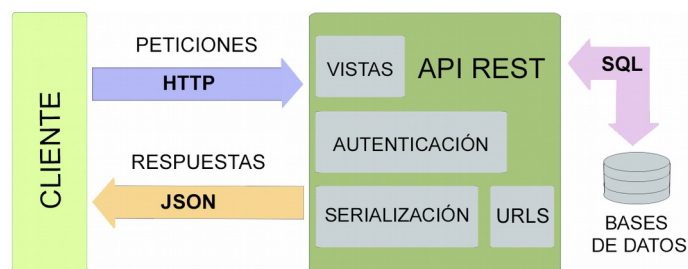 CLIENTE
PETICIONES
HTTP
RESPUESTAS
JSON
API REST
VISTAS
AUTENTICACIÓN
SERIALIZACIÓN
URLS
SQL
BASES
DE DATOS